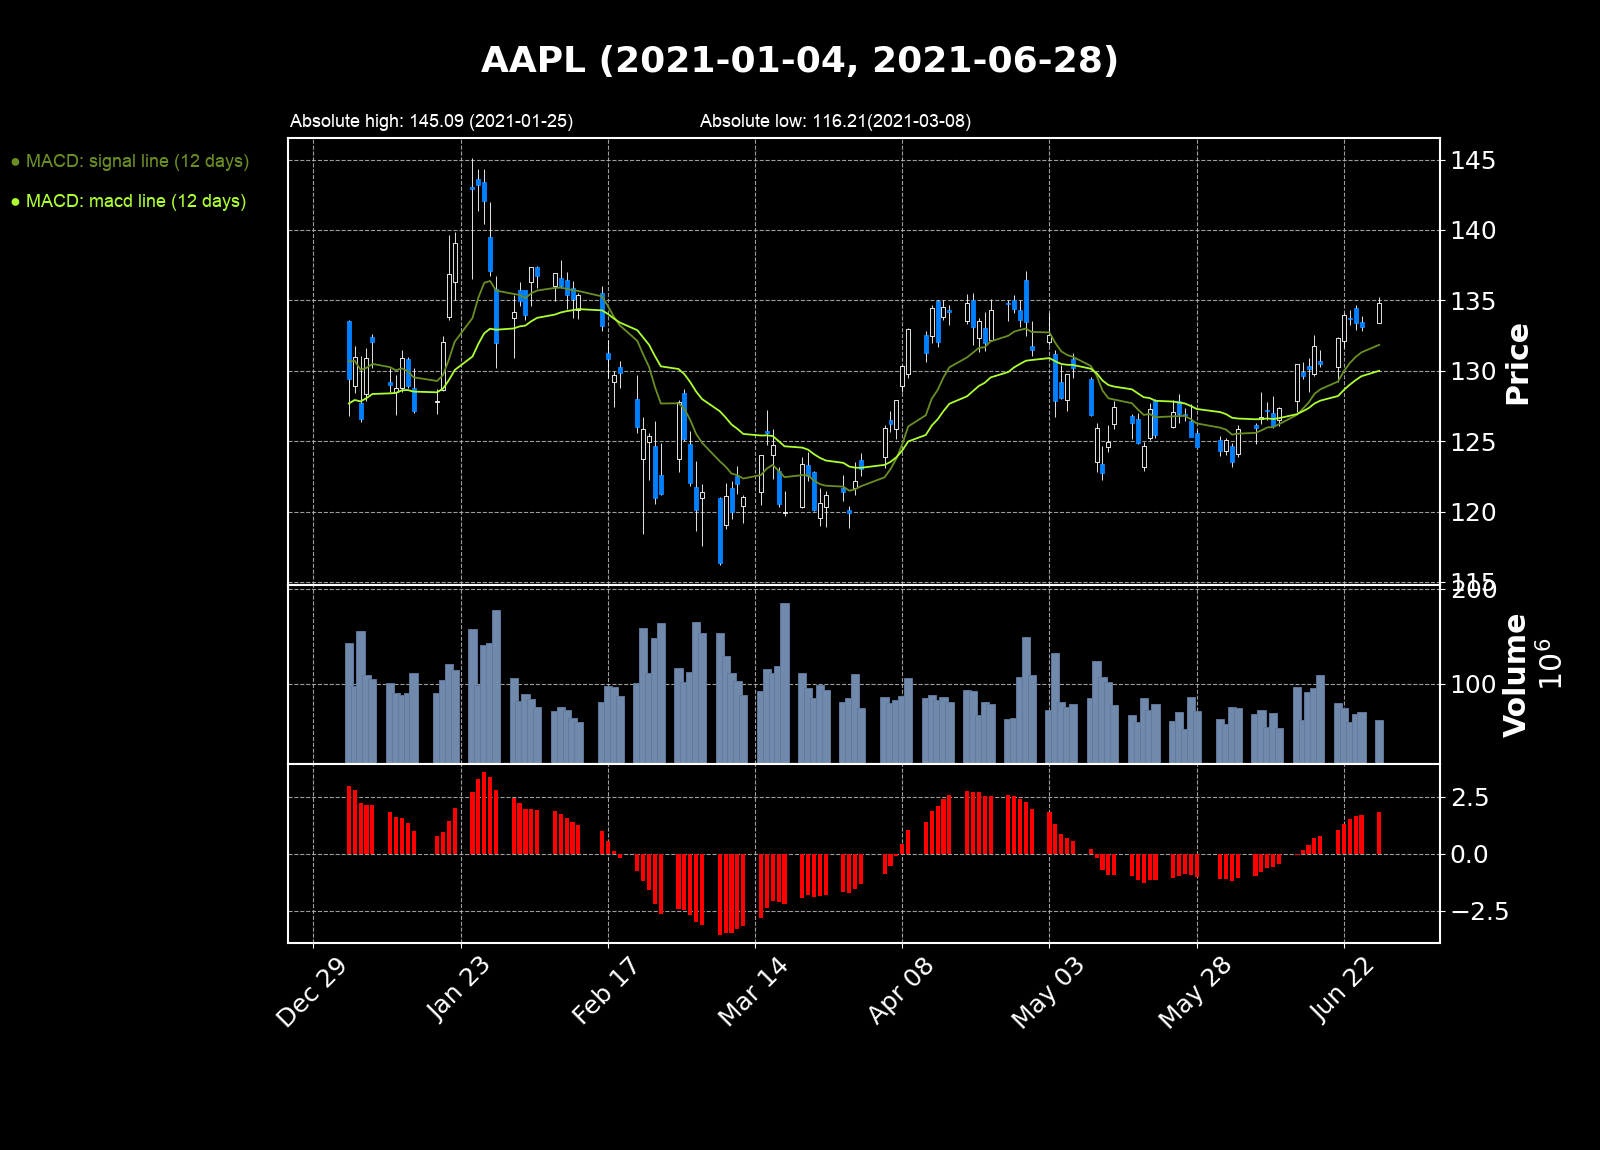 AAPL (2021-01-04, 2021-06-28)
Absolute high: 145.09 (2021-01-25)
Absolute low: 116.21(2021-03-08)
● MACD: signal line (12 days)
● MACD: macd line (12 days)
145
140
135
130
125
120
115
Price
200
100
Volume
10⁶
2.5
0.0
−2.5
Dec 29
Jan 23
Feb 17
Mar 14
Apr 08
May 03
May 28
Jun 22